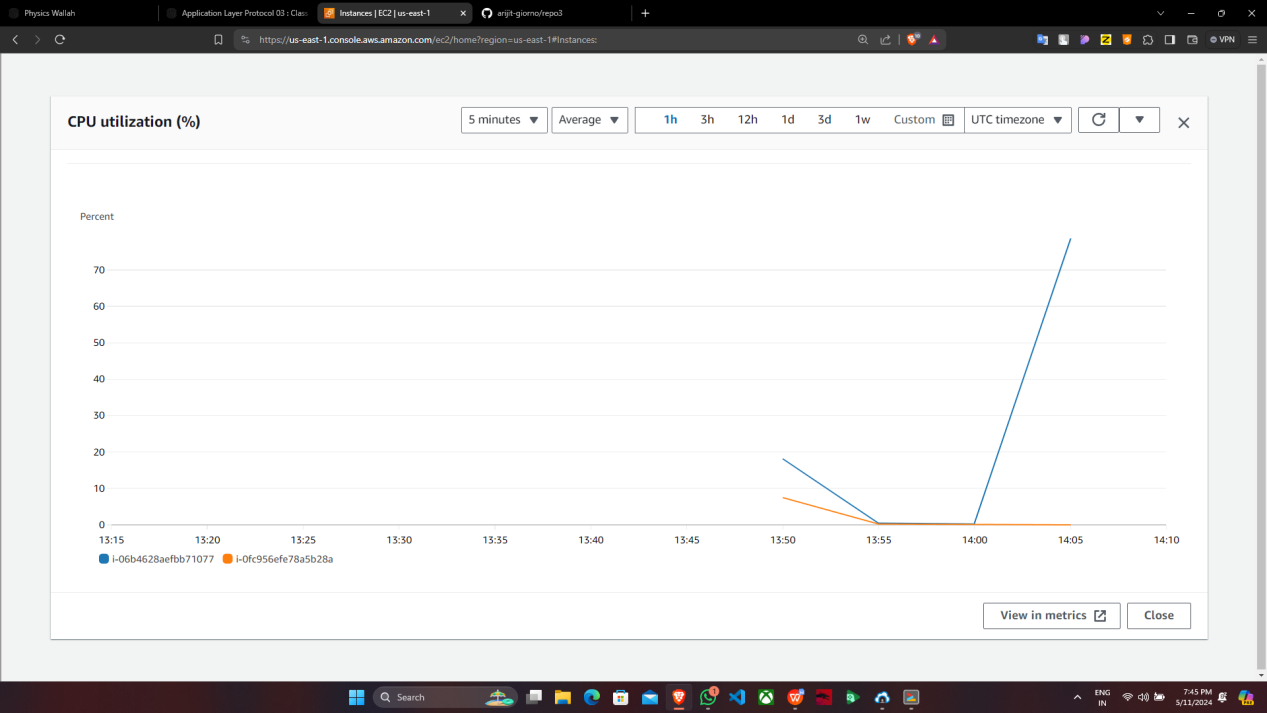 Physics Wallah
Application Layer Protocol 03 : Class
Instances | EC2 | us-east-1
arijit-giorno/repo3
https://us-east-1.console.aws.amazon.com/ec2/home?region=us-east-1#Instances:
VPN
CPU utilization (%)
5 minutes
Average
1h 3h 12h 1d 3d 1w Custom
UTC timezone
Percent
70
60
50
40
30
20
10
0
13:15 13:20 13:25 13:30 13:35 13:40 13:45 13:50 13:55 14:00 14:05 14:10
i-06b4628aefbb71077 i-0fc956efe78a5b28a
View in metrics
Close
Search
1
ENG
IN
7:45 PM
5/11/2024